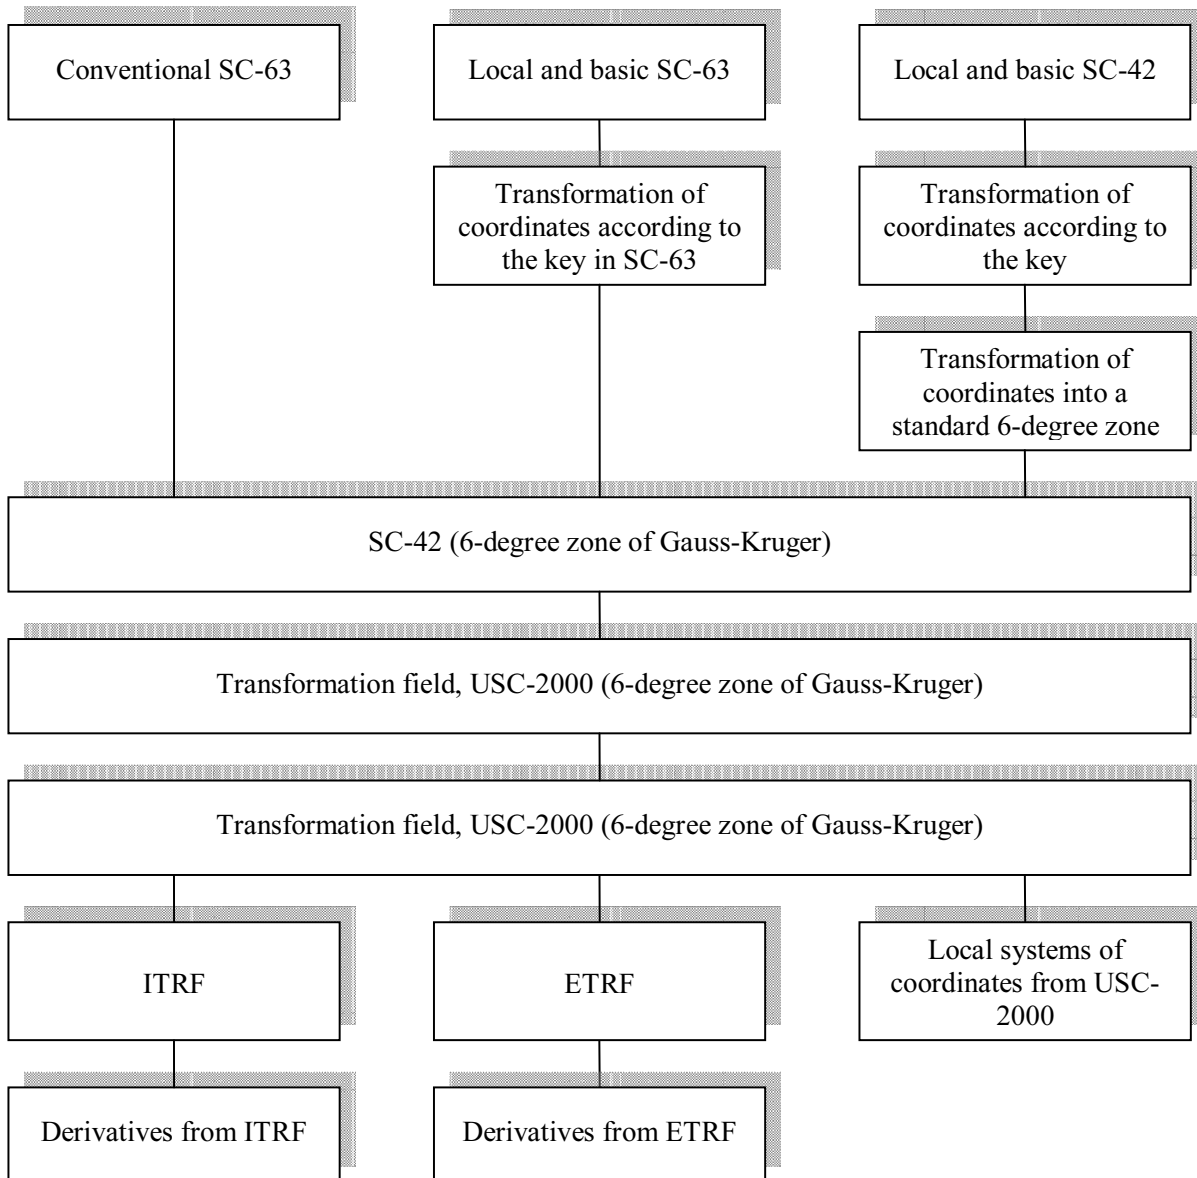 Conventional SC-63
Local and basic SC-63
Local and basic SC-42
Transformation of
coordinates according to
the key in SC-63
Transformation of
coordinates according to
the key
Transformation of
coordinates into a
standard 6-degree zone
SC-42 (6-degree zone of Gauss-Kruger)
Transformation field, USC-2000 (6-degree zone of Gauss-Kruger)
Transformation field, USC-2000 (6-degree zone of Gauss-Kruger)
ITRF
ETRF
Local systems of
coordinates from USC-
2000
Derivatives from ITRF
Derivatives from ETRF